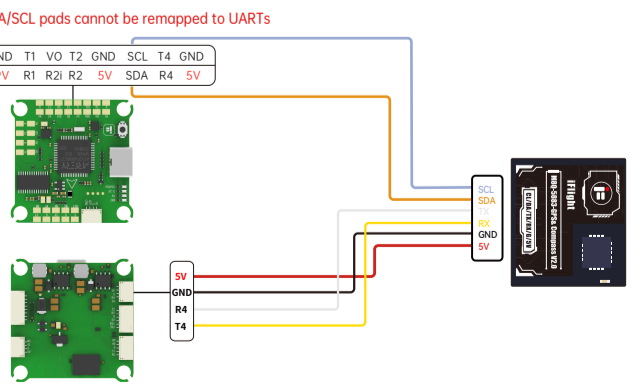 A/SCL pads cannot be remapped to UARTs
ND T1 VO T2 GND SCL T4 GND
9V R1 R2i R2 5V SDA R4 5V
SCL
SDA
TX
RX
GND
5V
iFlight
M8Q-5883-GPS& Compass V2.0
5V
GND
R4
T4